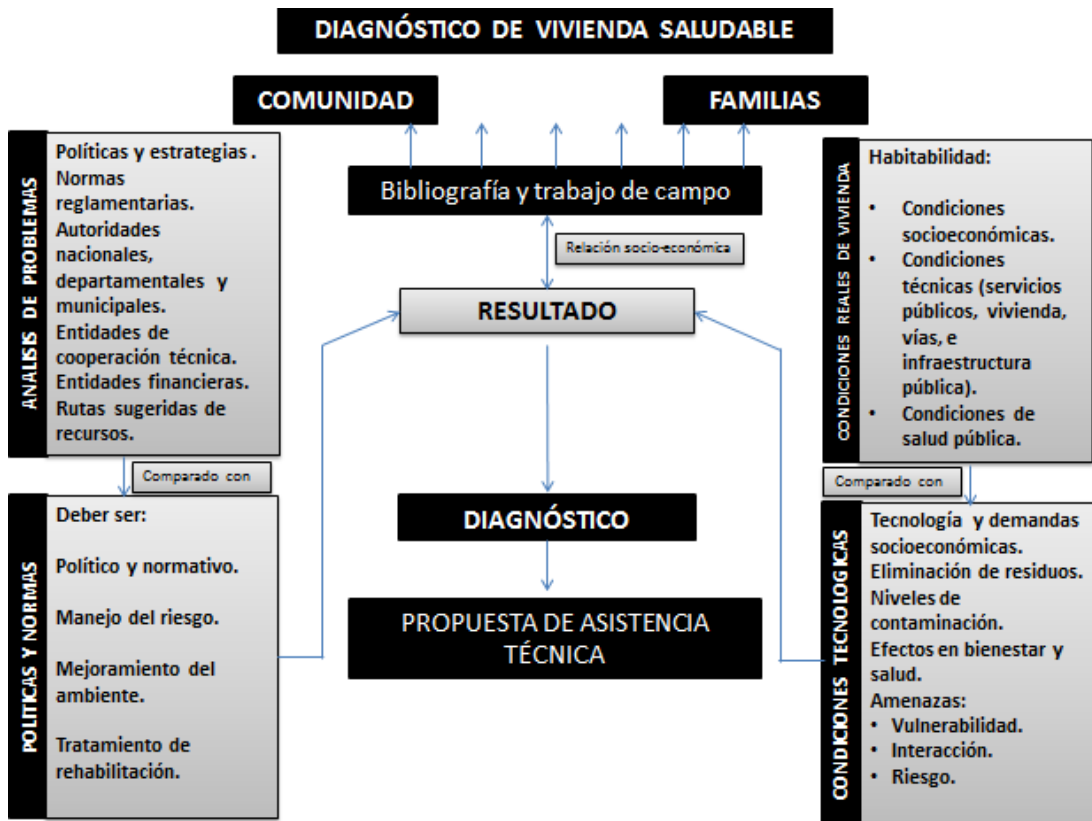 DIAGNÓSTICO DE VIVIENDA SALUDABLE
COMUNIDAD
FAMILIAS
ANÁLISIS DE PROBLEMAS
Políticas y estrategias .
Normas
reglamentarias.
Autoridades
nacionales,
departamentales y
municipales.
Entidades de
cooperación técnica.
Entidades financieras.
Rutas sugeridas de
recursos.
Bibliografía y trabajo de campo
Relación socio-económica
RESULTADO
CONDICIONES REALES DE VIVIENDA
Habitabilidad:
• Condiciones
socioeconómicas.
• Condiciones
técnicas (servicios
públicos, vivienda,
vías, e
infraestructura
pública).
• Condiciones de
salud pública.
Comparado con
Comparado con
POLITICAS Y NORMAS
Deber ser:
Político y normativo.
Manejo del riesgo.
Mejoramiento del
ambiente.
Tratamiento de
rehabilitación.
DIAGNÓSTICO
PROPUESTA DE ASISTENCIA
TÉCNICA
CONDICIONES TECNOLOGICAS
Tecnología y demandas
socioeconómicas.
Eliminación de residuos.
Niveles de
contaminación.
Efectos en bienestar y
salud.
Amenazas:
• Vulnerabilidad.
• Interacción.
• Riesgo.